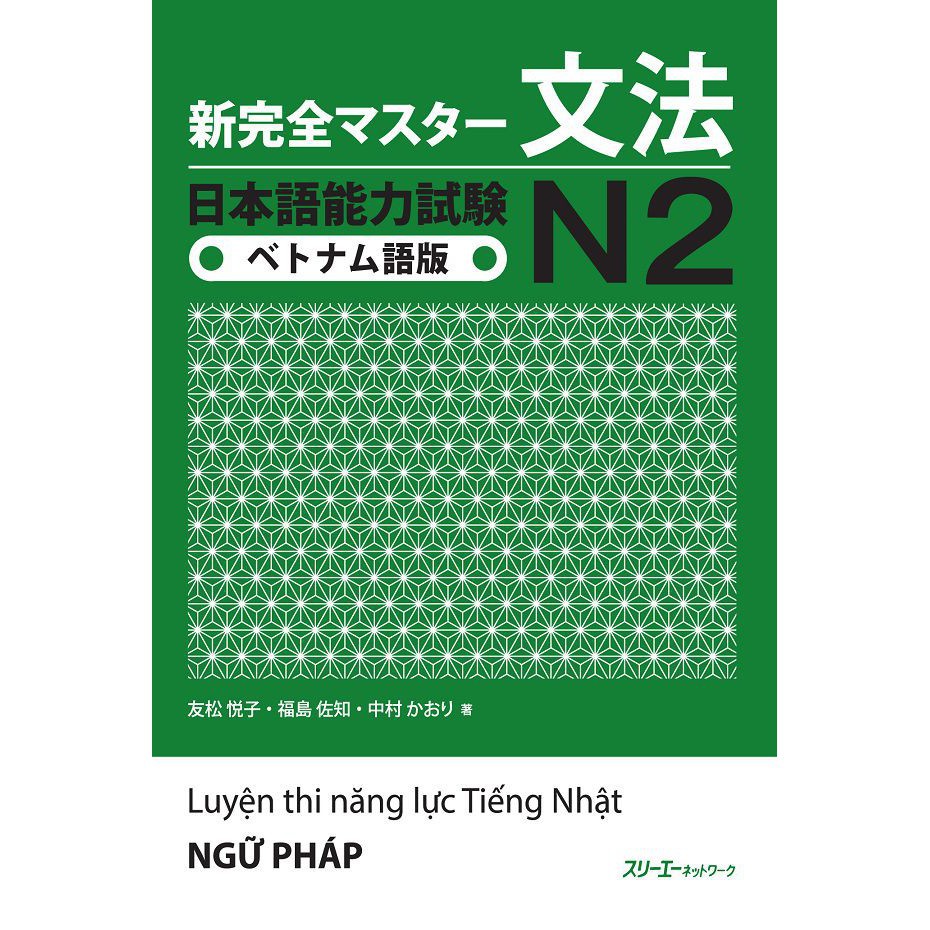 新完全マスター 文法
日本語能力試験 N2
ベトナム語版
友松 悦子・福島 佐知・中村 かおり 著
Luyện thi năng lực Tiếng Nhật
NGỮ PHÁP
スリーエーネットワーク